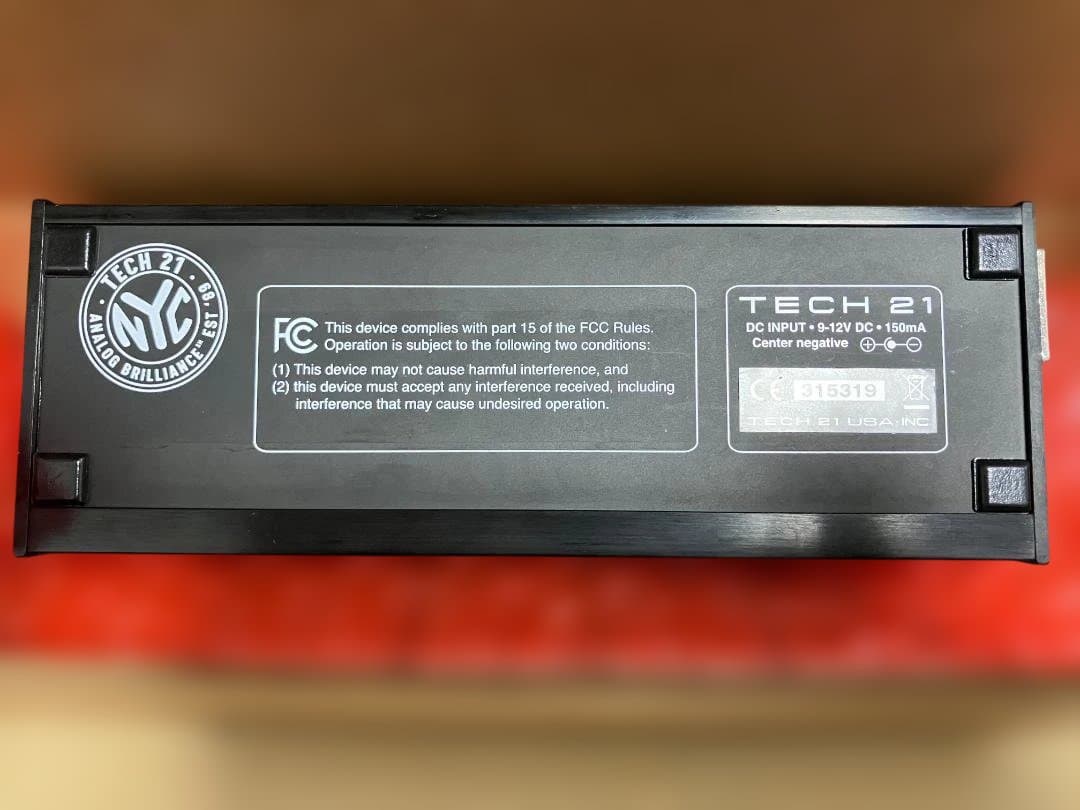 TECH 21 · EST '89 · ANALOG BRILLIANCE™
NYC
FC This device complies with part 15 of the FCC Rules.
Operation is subject to the following two conditions:
(1) This device may not cause harmful interference, and
(2) this device must accept any interference received, including
interference that may cause undesired operation.
TECH 21
DC INPUT • 9-12V DC • 150mA
Center negative
CE 315319
TECH 21 USA, INC